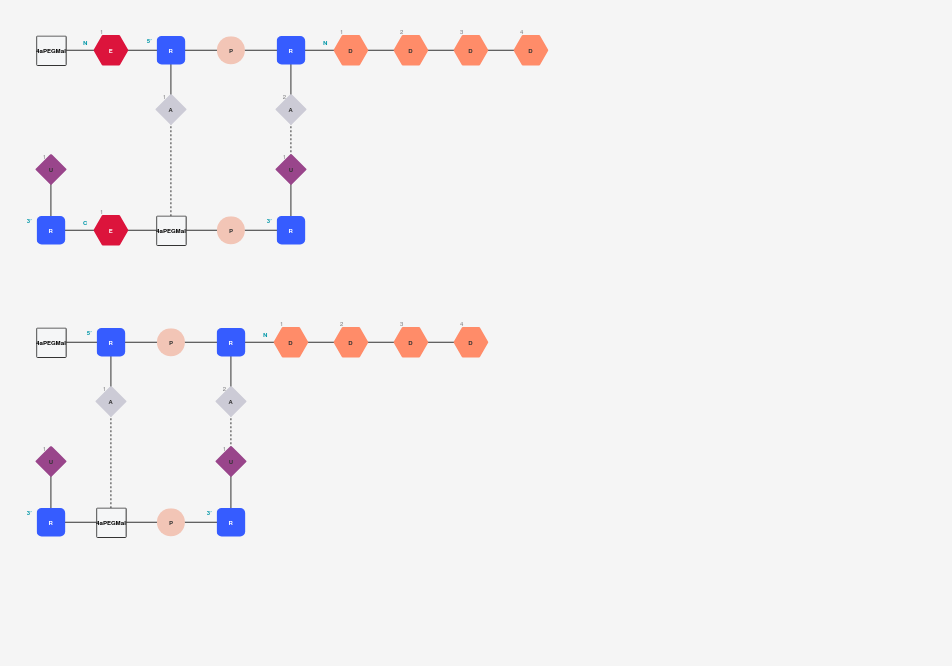 1 1 2 3 4
4aPEGMal N E 5' R P R N D D D D
1 2
A A
1 1
U U
1
3' R C E 4aPEGMal P 3' R
1 2 3 4
4aPEGMal 5' R P R N D D D D
1 2
A A
1 1
U U
3' R 4aPEGMal P 3' R